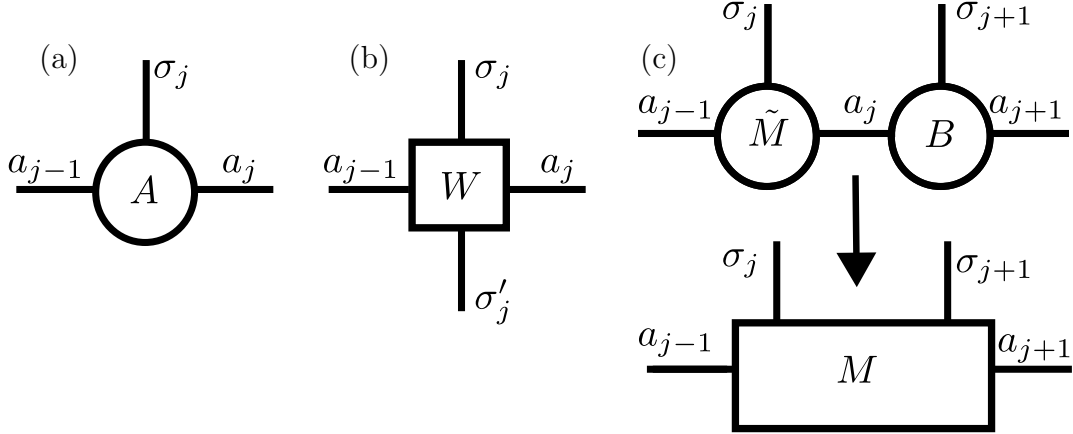 (a)
σ_j
a_{j-1}
A
a_j
(b)
σ_j
a_{j-1}
W
a_j
σ'_j
(c)
σ_j
σ_{j+1}
a_{j-1}
M̃
a_j
B
a_{j+1}
σ_j
σ_{j+1}
a_{j-1}
M
a_{j+1}